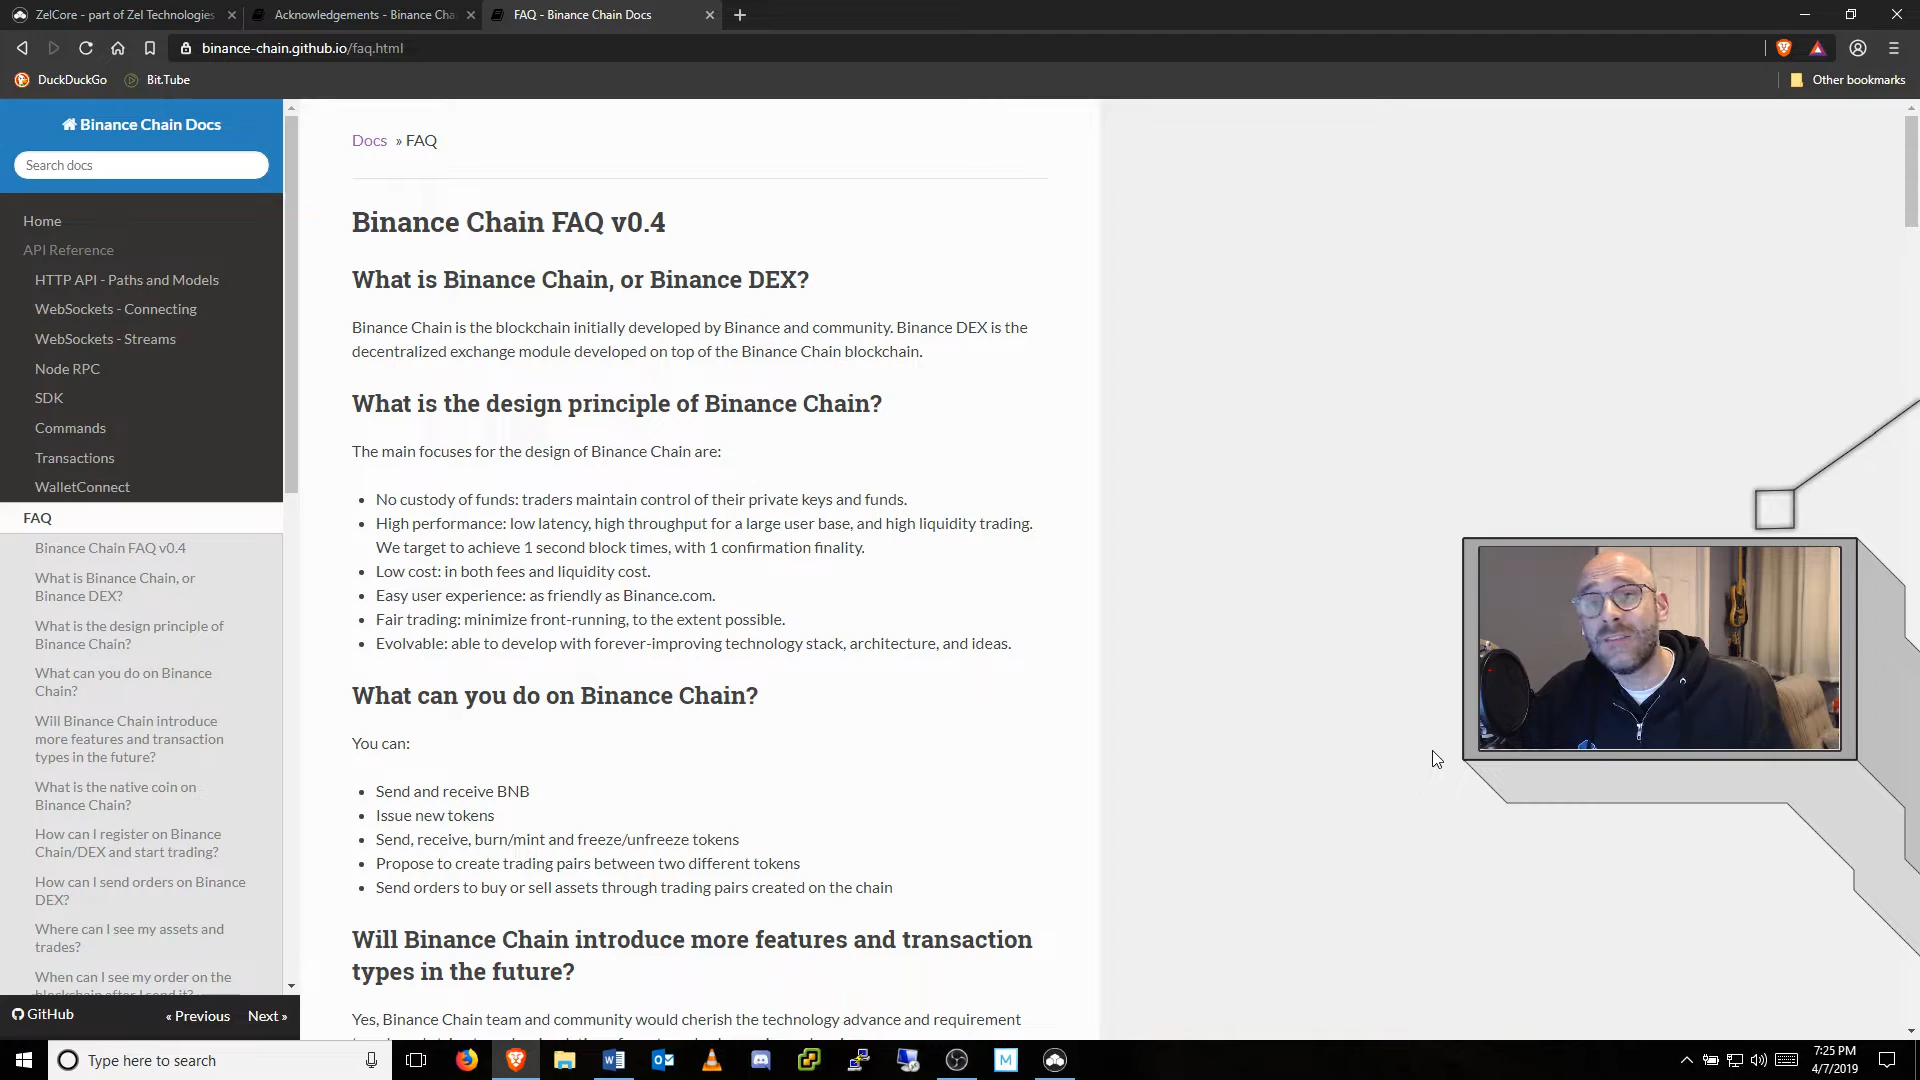 ZelCore - part of Zel Technologies
Acknowledgements - Binance Cha
FAQ - Binance Chain Docs
binance-chain.github.io/faq.html
DuckDuckGo
Bit.Tube
Other bookmarks
Binance Chain Docs
Search docs
Home
API Reference
HTTP API - Paths and Models
WebSockets - Connecting
WebSockets - Streams
Node RPC
SDK
Commands
Transactions
WalletConnect
FAQ
Binance Chain FAQ v0.4
What is Binance Chain, or
Binance DEX?
What is the design principle of
Binance Chain?
What can you do on Binance
Chain?
Will Binance Chain introduce
more features and transaction
types in the future?
What is the native coin on
Binance Chain?
How can I register on Binance
Chain/DEX and start trading?
How can I send orders on Binance
DEX?
Where can I see my assets and
trades?
When can I see my order on the
blockchain after I send it?
GitHub
« Previous
Next »
Docs » FAQ
Binance Chain FAQ v0.4
What is Binance Chain, or Binance DEX?
Binance Chain is the blockchain initially developed by Binance and community. Binance DEX is the
decentralized exchange module developed on top of the Binance Chain blockchain.
What is the design principle of Binance Chain?
The main focuses for the design of Binance Chain are:
• No custody of funds: traders maintain control of their private keys and funds.
• High performance: low latency, high throughput for a large user base, and high liquidity trading.
We target to achieve 1 second block times, with 1 confirmation finality.
• Low cost: in both fees and liquidity cost.
• Easy user experience: as friendly as Binance.com.
• Fair trading: minimize front-running, to the extent possible.
• Evolvable: able to develop with forever-improving technology stack, architecture, and ideas.
What can you do on Binance Chain?
You can:
• Send and receive BNB
• Issue new tokens
• Send, receive, burn/mint and freeze/unfreeze tokens
• Propose to create trading pairs between two different tokens
• Send orders to buy or sell assets through trading pairs created on the chain
Will Binance Chain introduce more features and transaction
types in the future?
Yes, Binance Chain team and community would cherish the technology advance and requirement
Type here to search
M
7:25 PM
4/7/2019